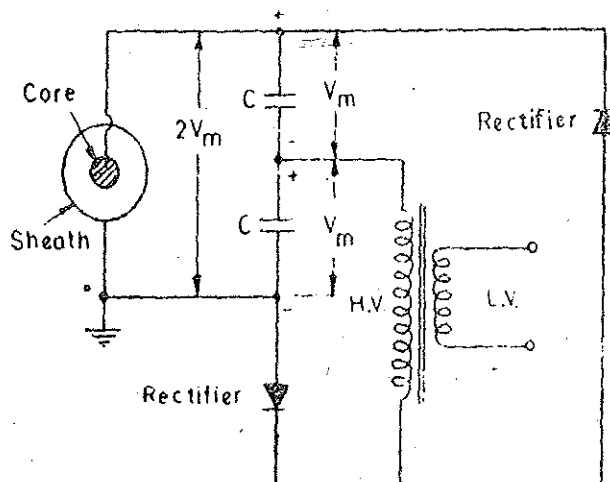 +
Core
C
Vm
2Vm
-
+
Rectifier
Sheath
C
Vm
-
H.V.
L.V.
Rectifier